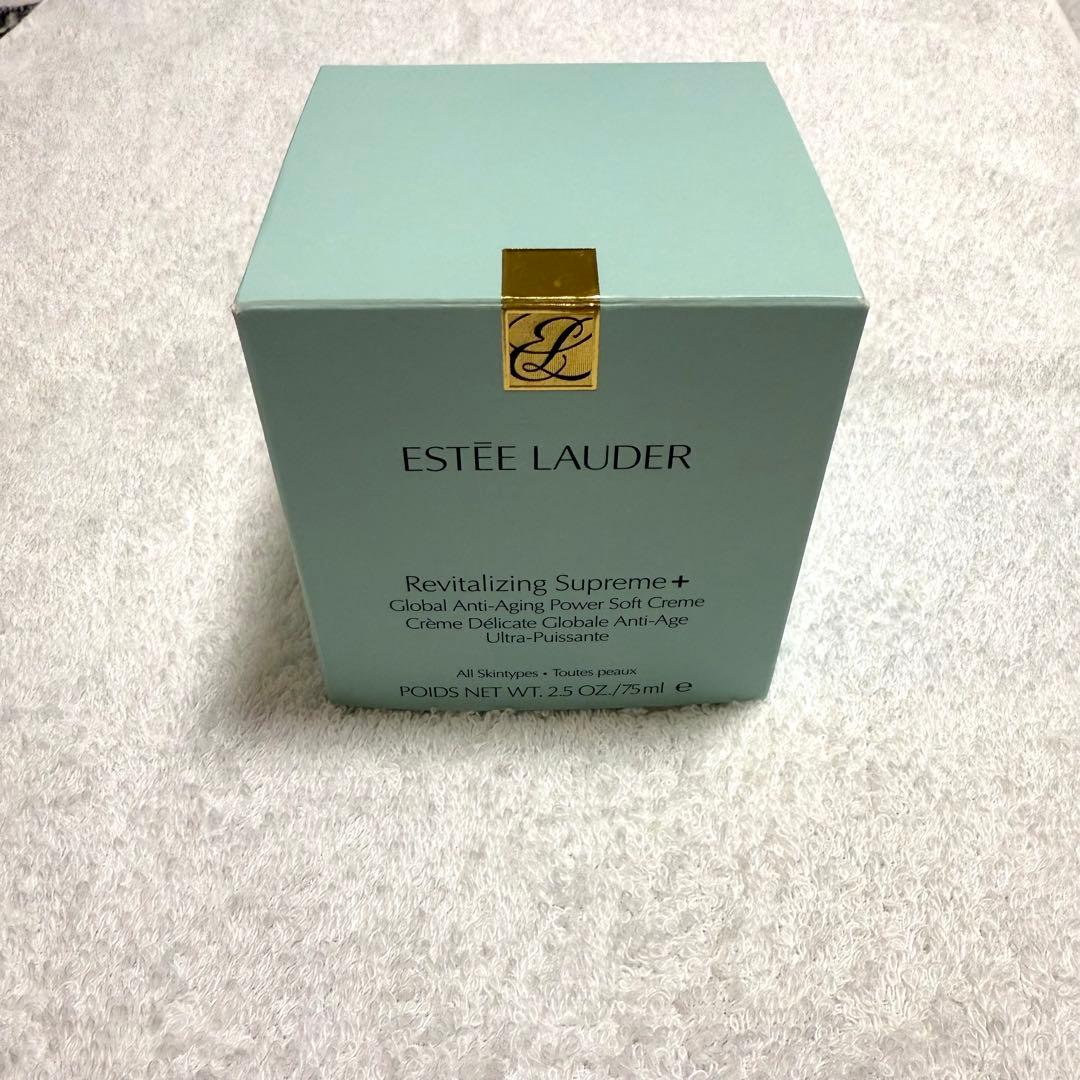 EL
ESTĒE LAUDER
Revitalizing Supreme+
Global Anti-Aging Power Soft Creme
Crème Délicate Globale Anti-Age
Ultra-Puissante
All Skintypes • Toutes peaux
POIDS NET WT. 2.5 OZ./75ml ℮